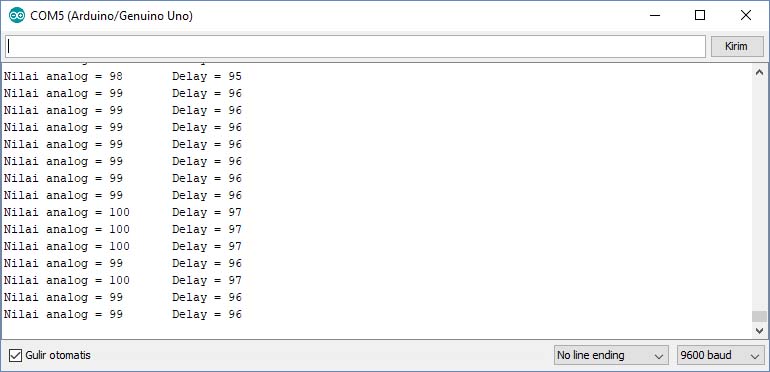 COM5 (Arduino/Genuino Uno)
Kirim
Nilai analog = 98 Delay = 95
Nilai analog = 99 Delay = 96
Nilai analog = 99 Delay = 96
Nilai analog = 99 Delay = 96
Nilai analog = 99 Delay = 96
Nilai analog = 99 Delay = 96
Nilai analog = 99 Delay = 96
Nilai analog = 99 Delay = 96
Nilai analog = 100 Delay = 97
Nilai analog = 100 Delay = 97
Nilai analog = 100 Delay = 97
Nilai analog = 99 Delay = 96
Nilai analog = 100 Delay = 97
Nilai analog = 99 Delay = 96
Nilai analog = 99 Delay = 96
Gulir otomatis No line ending 9600 baud